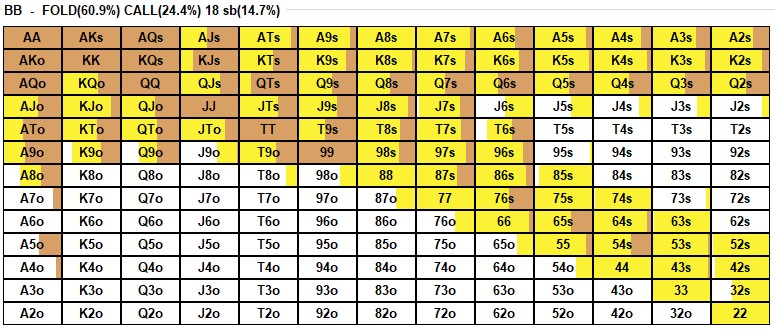 BB - FOLD(60.9%) CALL(24.4%) 18 sb(14.7%)
AA AKs AQs AJs ATs A9s A8s A7s A6s A5s A4s A3s A2s
AKo KK KQs KJs KTs K9s K8s K7s K6s K5s K4s K3s K2s
AQo KQo QQ QJs QTs Q9s Q8s Q7s Q6s Q5s Q4s Q3s Q2s
AJo KJo QJo JJ JTs J9s J8s J7s J6s J5s J4s J3s J2s
ATo KTo QTo JTo TT T9s T8s T7s T6s T5s T4s T3s T2s
A9o K9o Q9o J9o T9o 99 98s 97s 96s 95s 94s 93s 92s
A8o K8o Q8o J8o T8o 98o 88 87s 86s 85s 84s 83s 82s
A7o K7o Q7o J7o T7o 97o 87o 77 76s 75s 74s 73s 72s
A6o K6o Q6o J6o T6o 96o 86o 76o 66 65s 64s 63s 62s
A5o K5o Q5o J5o T5o 95o 85o 75o 65o 55 54s 53s 52s
A4o K4o Q4o J4o T4o 94o 84o 74o 64o 54o 44 43s 42s
A3o K3o Q3o J3o T3o 93o 83o 73o 63o 53o 43o 33 32s
A2o K2o Q2o J2o T2o 92o 82o 72o 62o 52o 42o 32o 22